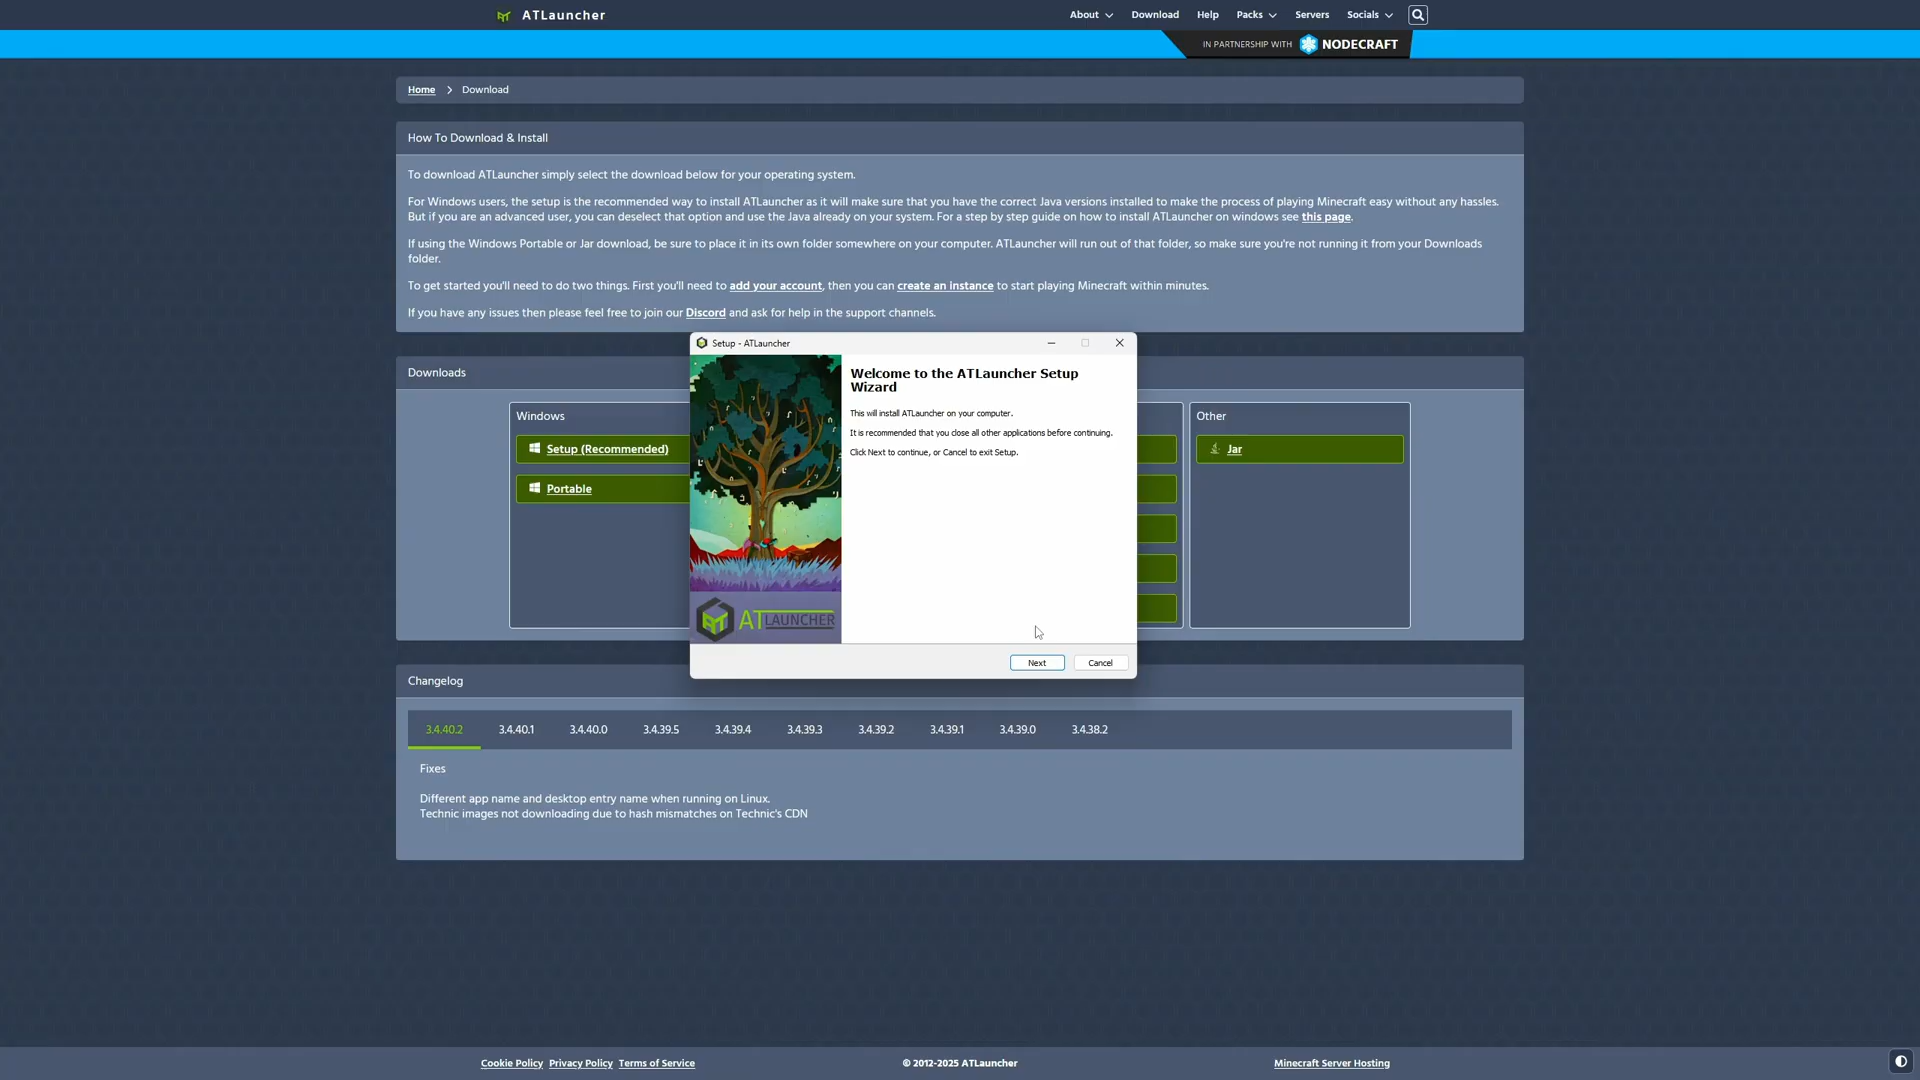 ATLauncher
About
Download
Help
Packs
Servers
Socials
IN PARTNERSHIP WITH NODECRAFT
Home > Download
How To Download & Install
To download ATLauncher simply select the download below for your operating system.
For Windows users, the setup is the recommended way to install ATLauncher as it will make sure that you have the correct Java versions installed to make the process of playing Minecraft easy without any hassles.
But if you are an advanced user, you can deselect that option and use the Java already on your system. For a step by step guide on how to install ATLauncher on windows see this page.
If using the Windows Portable or Jar download, be sure to place it in its own folder somewhere on your computer. ATLauncher will run out of that folder, so make sure you're not running it from your Downloads
folder.
To get started you'll need to do two things. First you'll need to add your account, then you can create an instance to start playing Minecraft within minutes.
If you have any issues then please feel free to join our Discord and ask for help in the support channels.
Setup - ATLauncher
Welcome to the ATLauncher Setup
Wizard
This will install ATLauncher on your computer.
It is recommended that you close all other applications before continuing.
Click Next to continue, or Cancel to exit Setup.
AT LAUNCHER
Next
Cancel
Downloads
Windows
Setup (Recommended)
Portable
Other
Jar
Changelog
3.4.40.2
3.4.40.1
3.4.40.0
3.4.39.5
3.4.39.4
3.4.39.3
3.4.39.2
3.4.39.1
3.4.39.0
3.4.38.2
Fixes
Different app name and desktop entry name when running on Linux.
Technic images not downloading due to hash mismatches on Technic's CDN
Cookie Policy
Privacy Policy
Terms of Service
© 2012-2025 ATLauncher
Minecraft Server Hosting